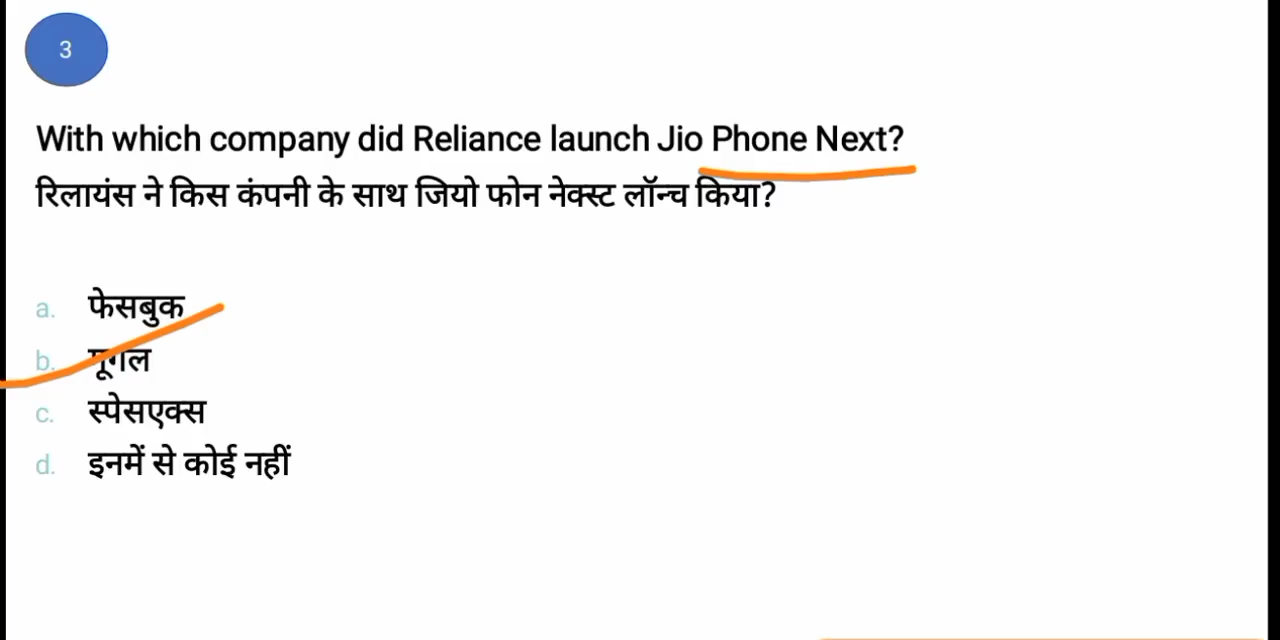 3
With which company did Reliance launch Jio Phone Next?
रिलायंस ने किस कंपनी के साथ जियो फोन नेक्स्ट लॉन्च किया?
a. फेसबुक
b. गूगल
c. स्पेसएक्स
d. इनमें से कोई नहीं